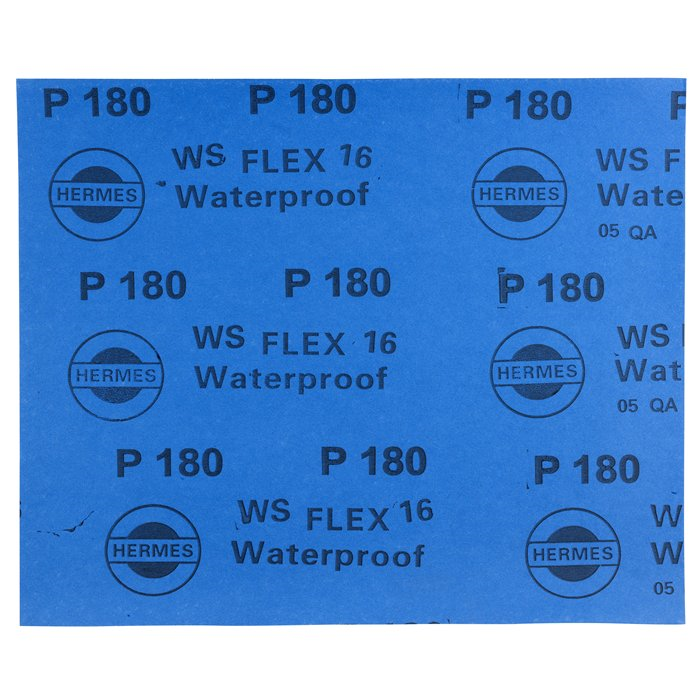 P 180 P 180 P 180 P
WS FLEX 16 WS F
HERMES Waterproof HERMES Wate
05 QA
P 180 P 180 P 180
WS FLEX 16 WS
HERMES Waterproof HERMES Wat
05 QA
P 180 P 180 P 180
WS FLEX 16 W
HERMES Waterproof HERMES W
05